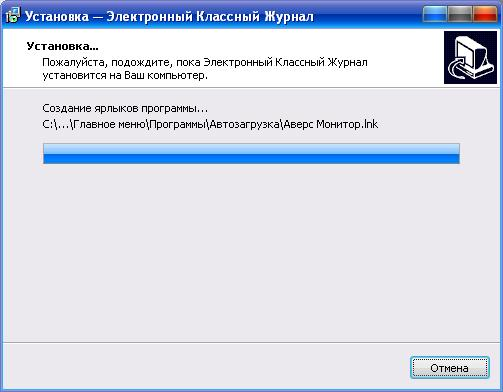 Установка — Электронный Классный Журнал
Установка...
Пожалуйста, подождите, пока Электронный Классный Журнал
установится на Ваш компьютер.
Создание ярлыков программы...
C:\...\Главное меню\Программы\Автозагрузка\Аверс Монитор.lnk
Отмена